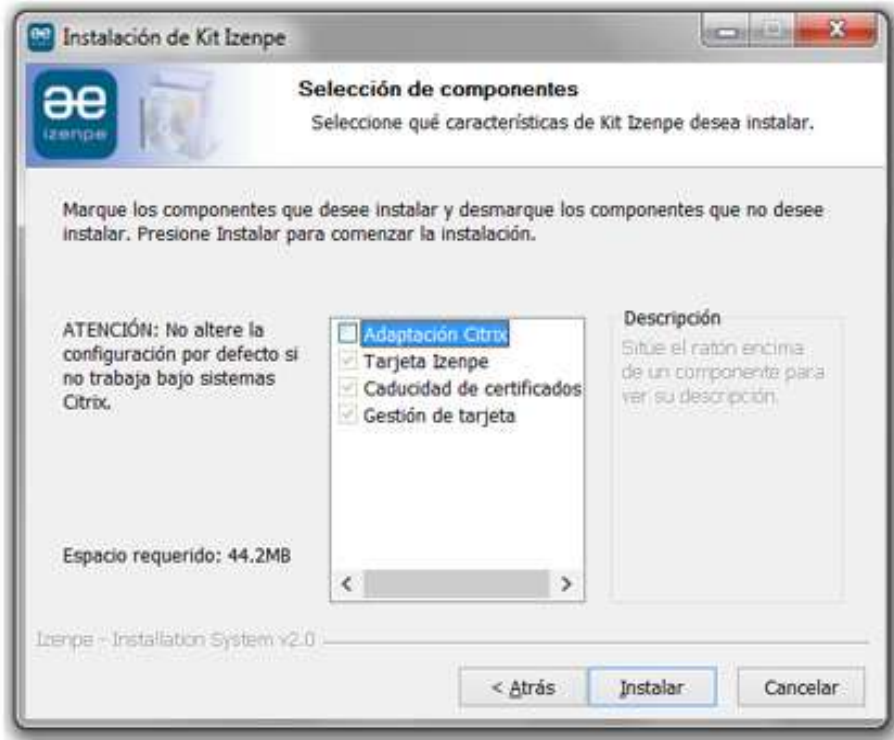 Instalación de Kit Izenpe
Selección de componentes
Seleccione qué características de Kit Izenpe desea instalar.
izenpe
Marque los componentes que desee instalar y desmarque los componentes que no desee
instalar. Presione Instalar para comenzar la instalación.
ATENCIÓN: No altere la
configuración por defecto si
no trabaja bajo sistemas
Citrix.
Adaptación Citrix
Tarjeta Izenpe
Caducidad de certificados
Gestión de tarjeta
Descripción
Sitúe el ratón encima
de un componente para
ver su descripción.
Espacio requerido: 44.2MB
Izenpe - Installation System v2.0
< Atrás
Instalar
Cancelar